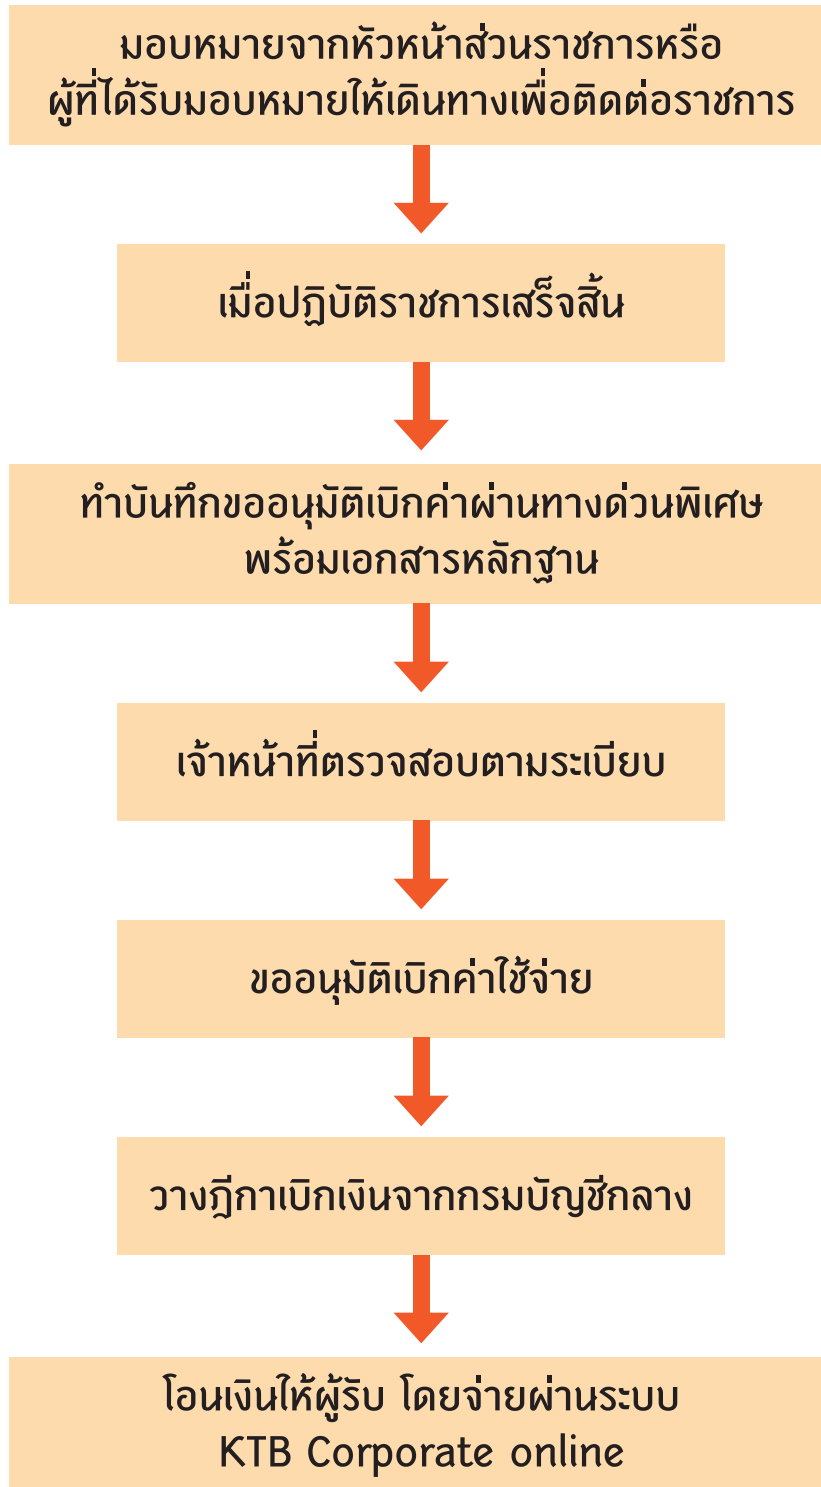 มอบหมายจากหัวหน้าส่วนราชการหรือ
ผู้ที่ได้รับมอบหมายให้เดินทางเพื่อติดต่อราชการ
เมื่อปฏิบัติราชการเสร็จสิ้น
ทำบันทึกขออนุมัติเบิกค่าผ่านทางด่วนพิเศษ
พร้อมเอกสารหลักฐาน
เจ้าหน้าที่ตรวจสอบตามระเบียบ
ขออนุมัติเบิกค่าใช้จ่าย
วางฎีกาเบิกเงินจากกรมบัญชีกลาง
โอนเงินให้ผู้รับ โดยจ่ายผ่านระบบ
KTB Corporate online